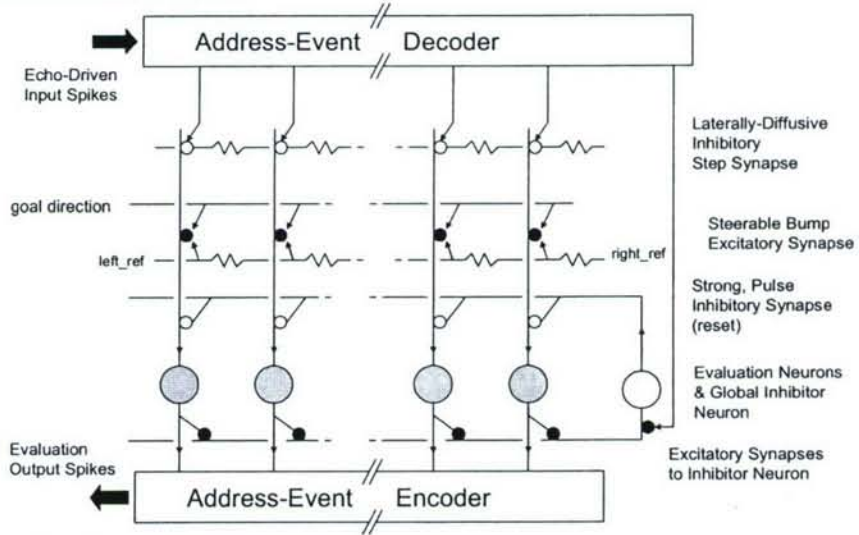 Address-Event Decoder
Echo-Driven
Input Spikes
Laterally-Diffusive
Inhibitory
Step Synapse
goal direction
Steerable Bump
Excitatory Synapse
left_ref
right_ref
Strong, Pulse
Inhibitory Synapse
(reset)
Evaluation Neurons
& Global Inhibitor
Neuron
Evaluation
Output Spikes
Excitatory Synapses
to Inhibitor Neuron
Address-Event Encoder